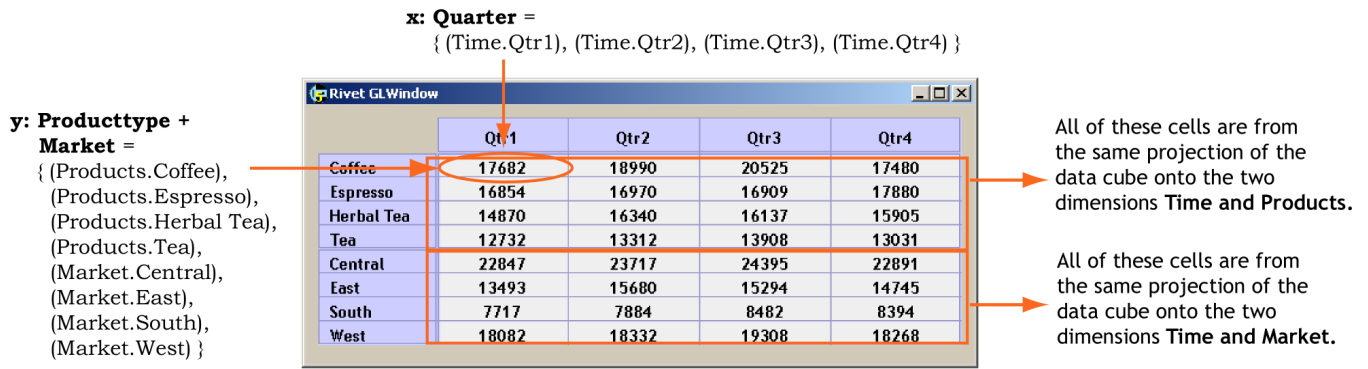 x: Quarter =
{ (Time.Qtr1), (Time.Qtr2), (Time.Qtr3), (Time.Qtr4) }
y: Producttype +
Market =
{ (Products.Coffee),
(Products.Espresso),
(Products.Herbal Tea),
(Products.Tea),
(Market.Central),
(Market.East),
(Market.South),
(Market.West) }
Rivet GLWindow
Qtr1 Qtr2 Qtr3 Qtr4
Coffee 17682 18990 20525 17480
Espresso 16854 16970 16909 17880
Herbal Tea 14870 16340 16137 15905
Tea 12732 13312 13908 13031
Central 22847 23717 24395 22891
East 13493 15680 15294 14745
South 7717 7884 8482 8394
West 18082 18332 19308 18268
All of these cells are from
the same projection of the
data cube onto the two
dimensions Time and Products.
All of these cells are from
the same projection of the
data cube onto the two
dimensions Time and Market.